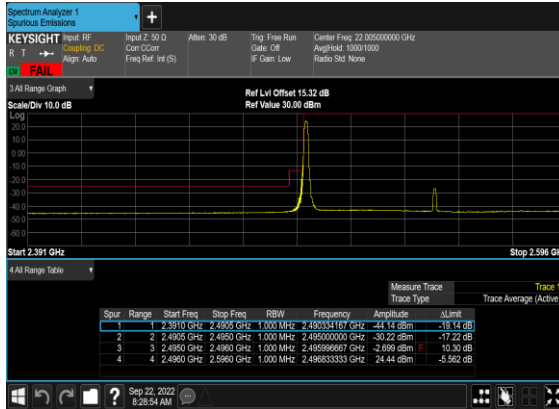 Spectrum Analyzer 1
Spurious Emissions
+
KEYSIGHT
R T
LV FAIL
Input: RF
Coupling: DC
Align: Auto
Input Z: 50 Ω
Corr CCorr
Freq Ref: Int (S)
Atten: 30 dB
Trig: Free Run
Gate: Off
IF Gain: Low
Center Freq: 22.005000000 GHz
Avg|Hold: 1000/1000
Radio Std: None
3 All Range Graph
Scale/Div 10.0 dB
Ref Lvl Offset 15.32 dB
Ref Value 30.00 dBm
Log
20.0
10.0
0.00
-10.0
-20.0
-30.0
-40.0
-50.0
-60.0
Start 2.391 GHz
Stop 2.596 GH
4 All Range Table
Measure Trace Trace 1
Trace Type Trace Average (Active
Spur Range Start Freq Stop Freq RBW Frequency Amplitude ΔLimit
1 1 2.3910 GHz 2.4905 GHz 1.000 MHz 2.490334167 GHz -44.14 dBm -19.14 dB
2 2 2.4905 GHz 2.4950 GHz 1.000 MHz 2.495000000 GHz -30.22 dBm -17.22 dB
3 3 2.4950 GHz 2.4960 GHz 1.000 MHz 2.495996667 GHz -2.699 dBm F 10.30 dB
4 4 2.4960 GHz 2.5960 GHz 1.000 MHz 2.496833333 GHz 24.44 dBm -5.562 dB
?
Sep 22, 2022
8:28:54 AM